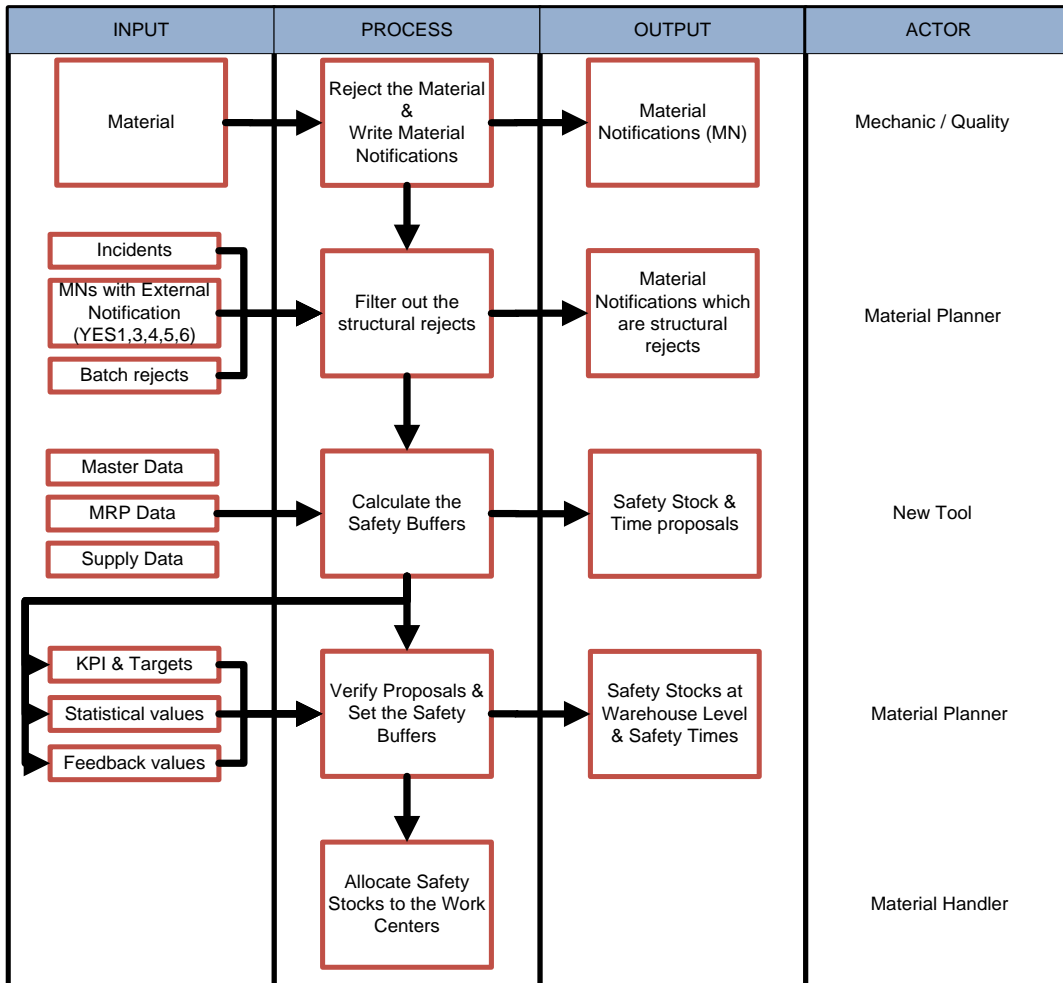 INPUT
PROCESS
OUTPUT
ACTOR
Material
Reject the Material
&
Write Material
Notifications
Material
Notifications (MN)
Mechanic / Quality
Incidents
MNs with External
Notification
(YES1,3,4,5,6)
Batch rejects
Filter out the
structural rejects
Material
Notifications which
are structural
rejects
Material Planner
Master Data
MRP Data
Supply Data
Calculate the
Safety Buffers
Safety Stock &
Time proposals
New Tool
KPI & Targets
Statistical values
Feedback values
Verify Proposals &
Set the Safety
Buffers
Safety Stocks at
Warehouse Level
& Safety Times
Material Planner
Allocate Safety
Stocks to the Work
Centers
Material Handler